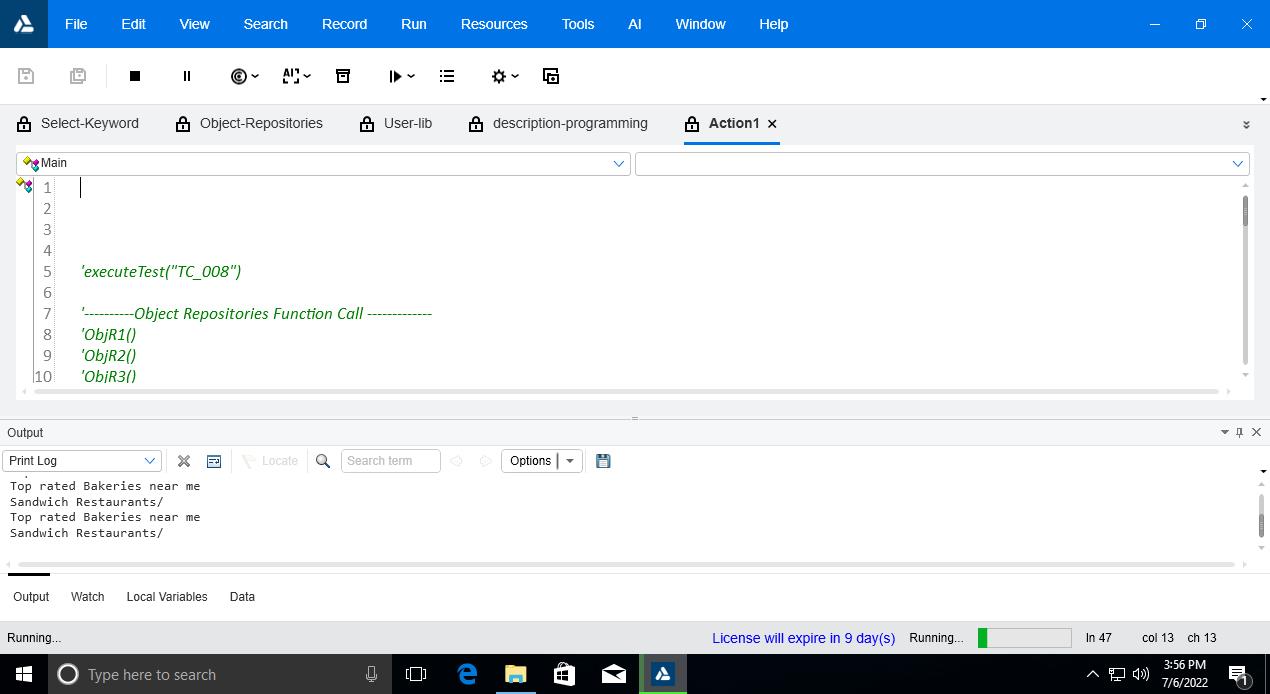 File Edit View Search Record Run Resources Tools AI Window Help
AI
Select-Keyword Object-Repositories User-lib description-programming Action1
Main
1
2
3
4
5 'executeTest("TC_008")
6
7 '----------Object Repositories Function Call -------------
8 'ObjR1()
9 'ObjR2()
10 'ObjR3()
Output
Print Log Locate Search term Options
Top rated Bakeries near me
Sandwich Restaurants/
Top rated Bakeries near me
Sandwich Restaurants/
Output Watch Local Variables Data
Running... License will expire in 9 day(s) Running... ln 47 col 13 ch 13
Type here to search
3:56 PM
7/6/2022
1